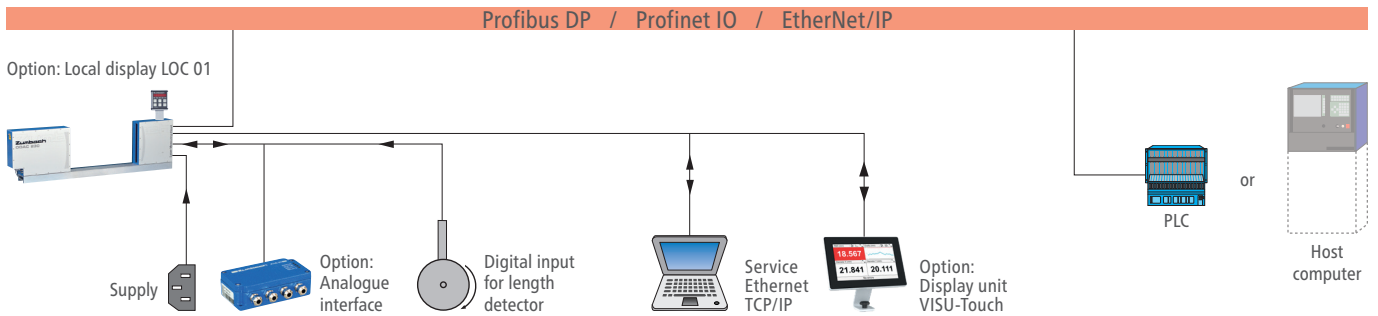 Profibus DP / Profinet IO / EtherNet/IP
Option: Local display LOC 01
Zumbach
Supply
Option:
Analogue
interface
Digital input
for length
detector
Service
Ethernet
TCP/IP
18.567
21.841 20.111
Option:
Display unit
VISU-Touch
PLC
or
Host
computer